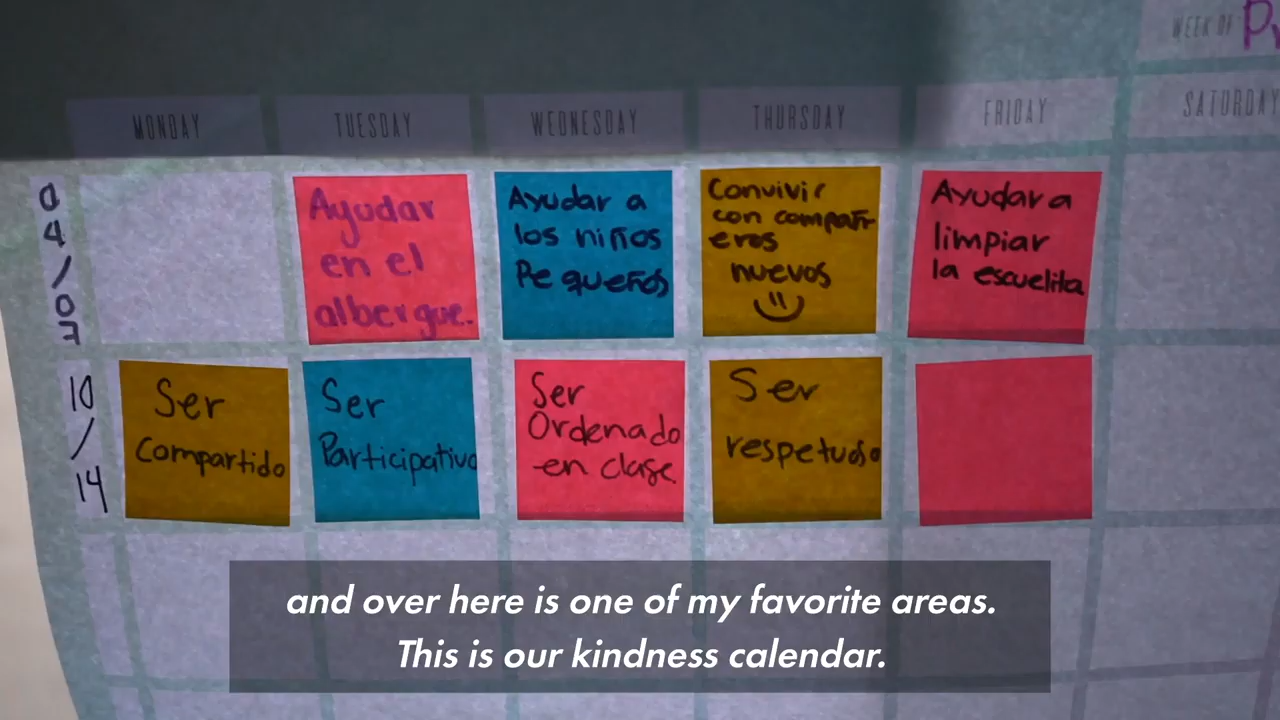 WEEK OF
MONDAY
TUESDAY
WEDNESDAY
THURSDAY
FRIDAY
SATURDAY
04/07
Ayudar
en el
albergue.
Ayudar a
los niños
Pequeños
Convivir
con compañ
eros
nuevos
Ayudar a
limpiar
la escuelita
10/14
Ser
Compartido
Ser
Participativo
Ser
Ordenado
en clase
Ser
respetuoso
and over here is one of my favorite areas.
This is our kindness calendar.